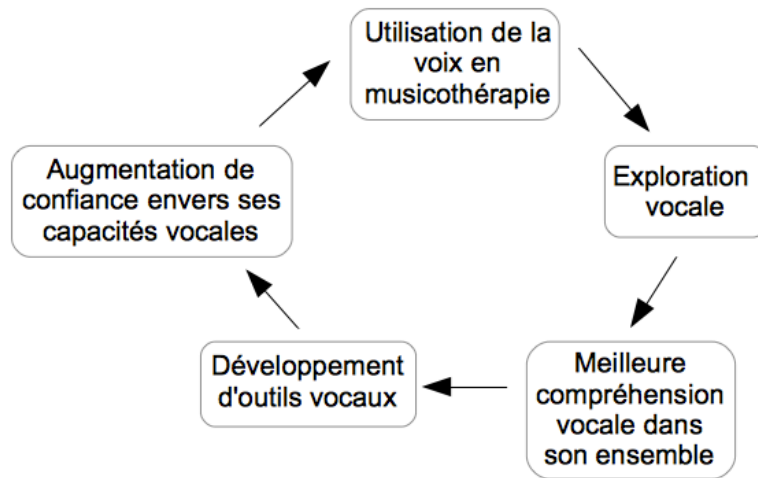 Utilisation de la
voix en
musicothérapie
Exploration
vocale
Meilleure
compréhension
vocale dans
son ensemble
Développement
d'outils vocaux
Augmentation de
confiance envers ses
capacités vocales